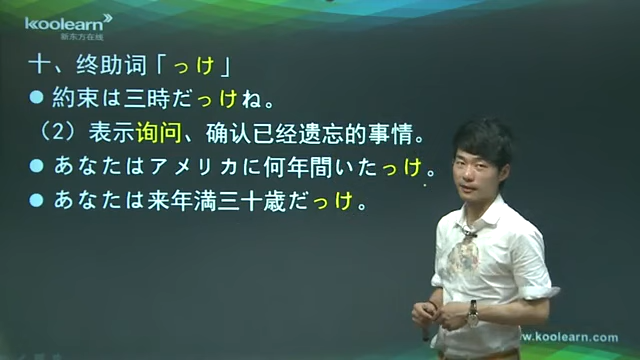 koolearn
新东方在线
十、终助词「っけ」
● 約束は三時だっけね。
（2）表示询问、确认已经遗忘的事情。
● あなたはアメリカに何年間いたっけ。
● あなたは来年満三十歳だっけ。
www.koolearn.com